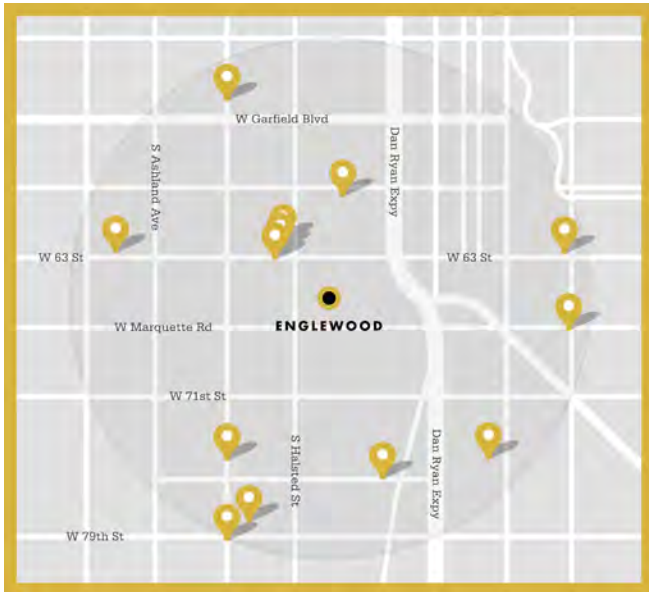 W Garfield Blvd
S Ashland Ave
Dan Ryan Expy
W 63 St
W 63 St
ENGLEWOOD
W Marquette Rd
W 71st St
S Halsted St
Dan Ryan Expy
W 79th St